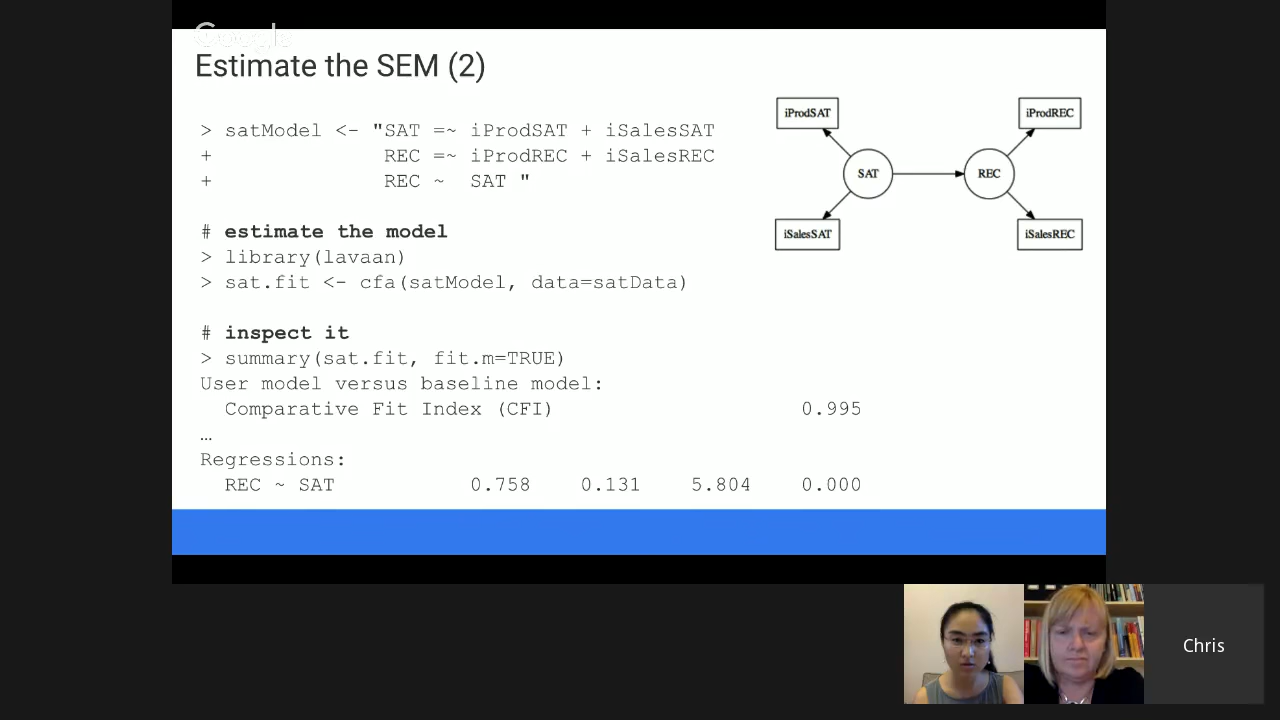 Google
Estimate the SEM (2)
> satModel <- "SAT =~ iProdSAT + iSalesSAT
+ REC =~ iProdREC + iSalesREC
+ REC ~ SAT "
# estimate the model
> library(lavaan)
> sat.fit <- cfa(satModel, data=satData)
# inspect it
> summary(sat.fit, fit.m=TRUE)
User model versus baseline model:
Comparative Fit Index (CFI) 0.995
…
Regressions:
REC ~ SAT 0.758 0.131 5.804 0.000
iProdSAT
iProdREC
SAT
REC
iSalesSAT
iSalesREC
Chris